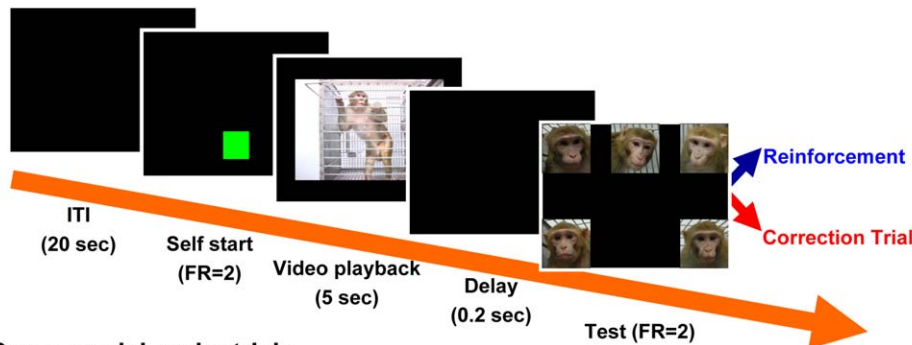 ITI
(20 sec)
Self start
(FR=2)
Video playback
(5 sec)
Delay
(0.2 sec)
Test (FR=2)
Reinforcement
Correction Trial